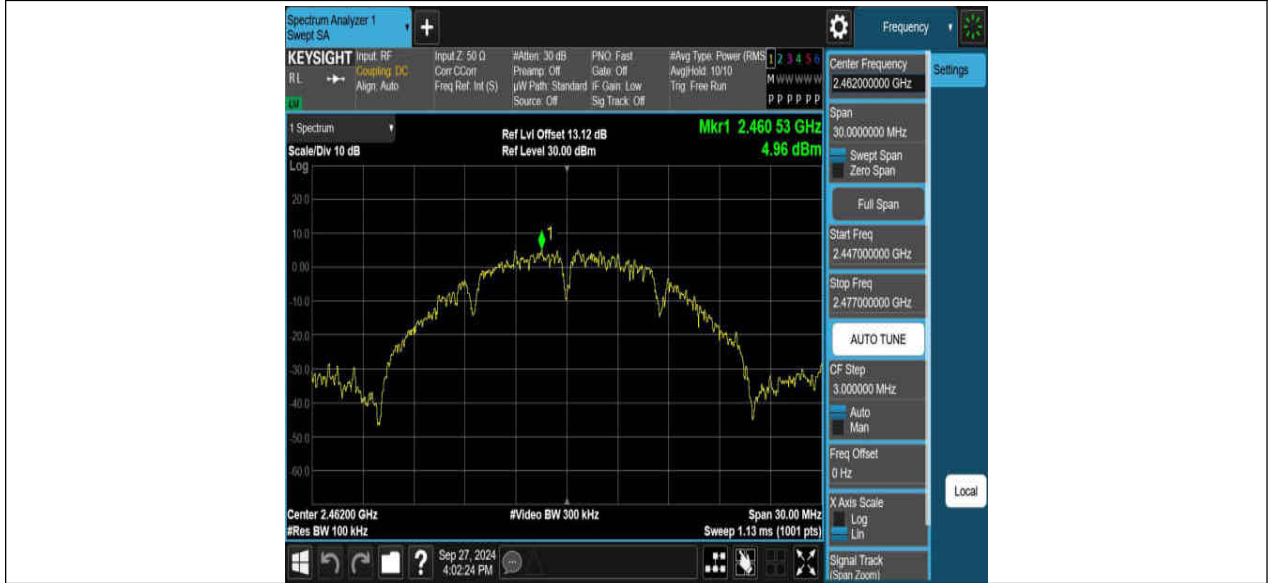 Spectrum Analyzer 1
Swept SA
+
Frequency
KEYSIGHT
RL
LXI
Input: RF
Coupling: DC
Align: Auto
Input Z: 50 Ω
Corr CCorr
Freq Ref: Int (S)
#Atten: 30 dB
Preamp: Off
µW Path: Standard
Source: Off
PNO: Fast
Gate: Off
IF Gain: Low
Sig Track: Off
#Avg Type: Power (RMS
Avg|Hold: 10/10
Trig: Free Run
1 2 3 4 5 6
M W W W W W
P P P P P P
1 Spectrum
Scale/Div 10 dB
Log
Ref Lvl Offset 13.12 dB
Ref Level 30.00 dBm
Mkr1 2.460 53 GHz
4.96 dBm
20.0
10.0
0.00
-10.0
-20.0
-30.0
-40.0
-50.0
-60.0
1
Center 2.46200 GHz
#Res BW 100 kHz
#Video BW 300 kHz
Span 30.00 MHz
Sweep 1.13 ms (1001 pts)
?
Sep 27, 2024
4:02:24 PM
Center Frequency
2.462000000 GHz
Settings
Span
30.0000000 MHz
Swept Span
Zero Span
Full Span
Start Freq
2.447000000 GHz
Stop Freq
2.477000000 GHz
AUTO TUNE
CF Step
3.000000 MHz
Auto
Man
Freq Offset
0 Hz
Local
X Axis Scale
Log
Lin
Signal Track
(Span Zoom)